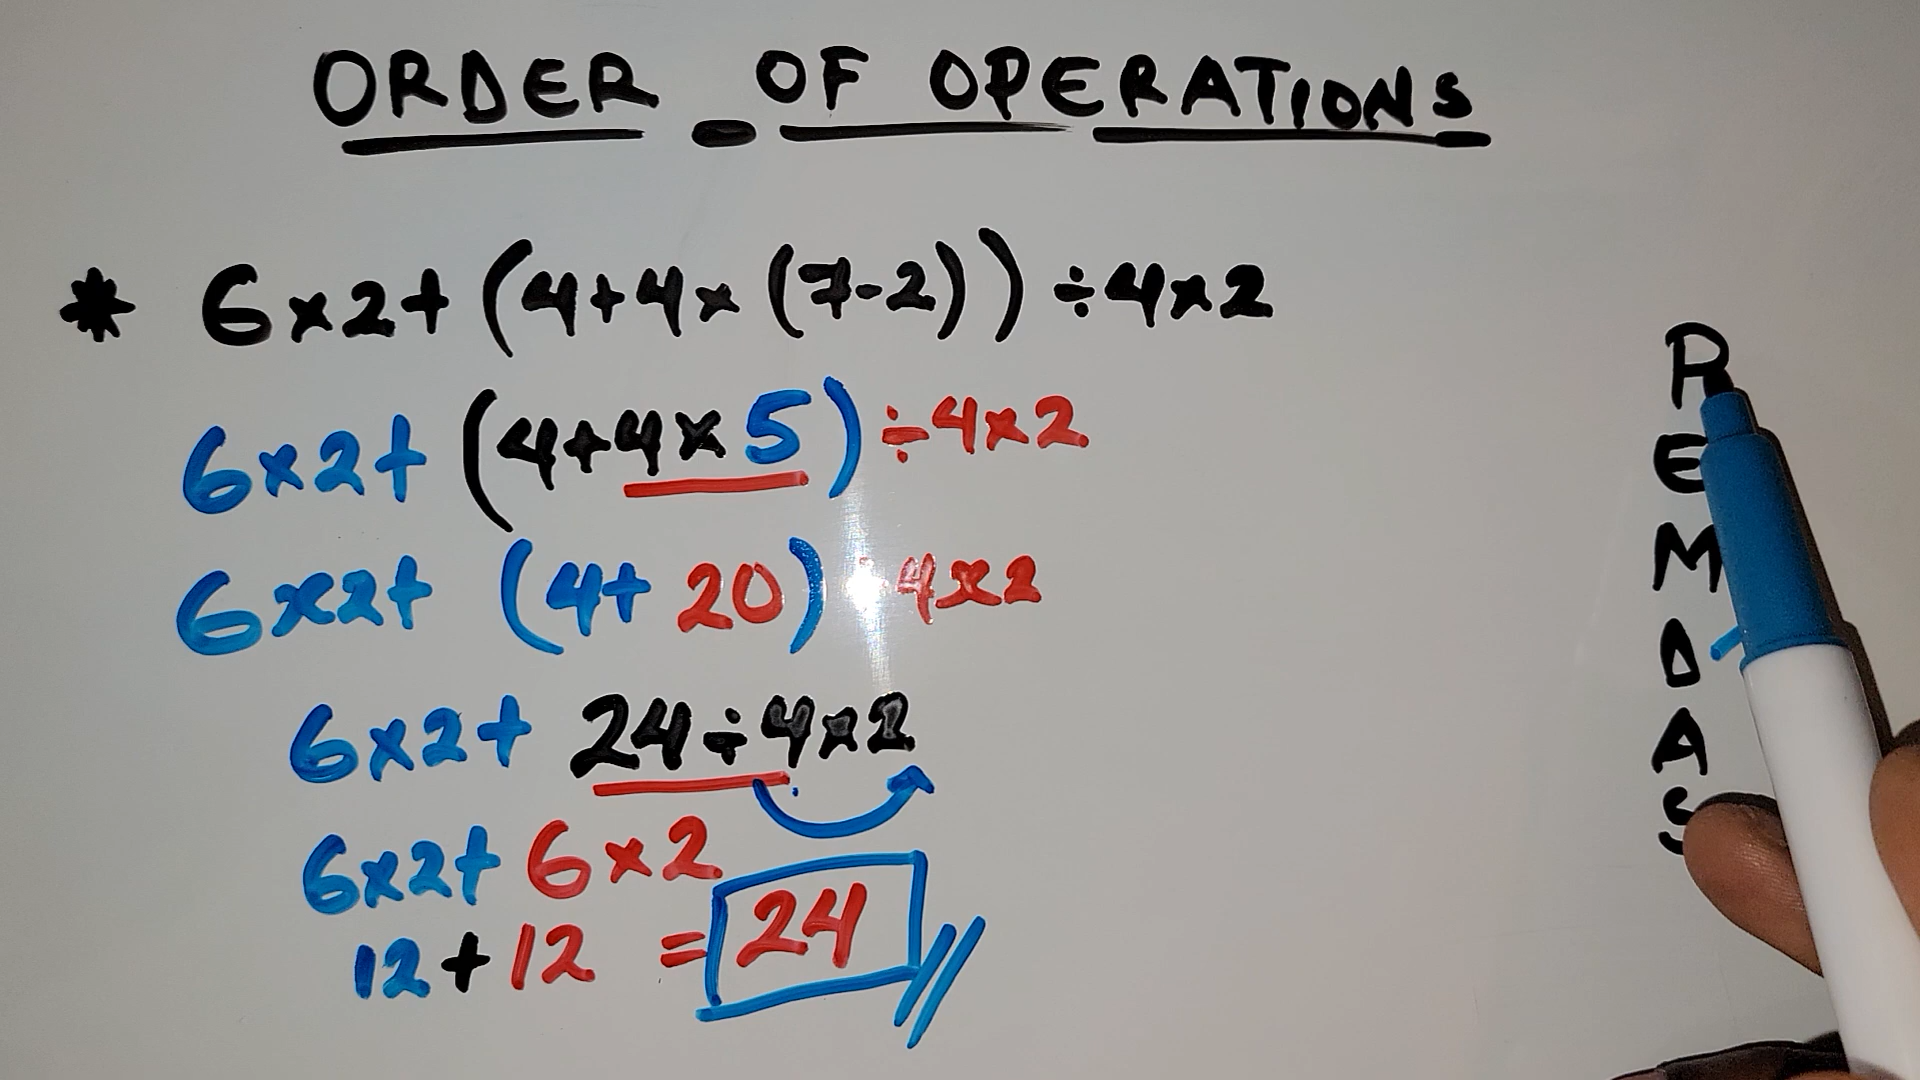 ORDER OF OPERATIONS
* 6×2+(4+4×(7-2))÷4×2
6×2+(4+4×5)÷4×2
6×2+(4+20)÷4×2
6×2+24÷4×2
6×2+6×2
12+12=24
P
E
M
D
A
S